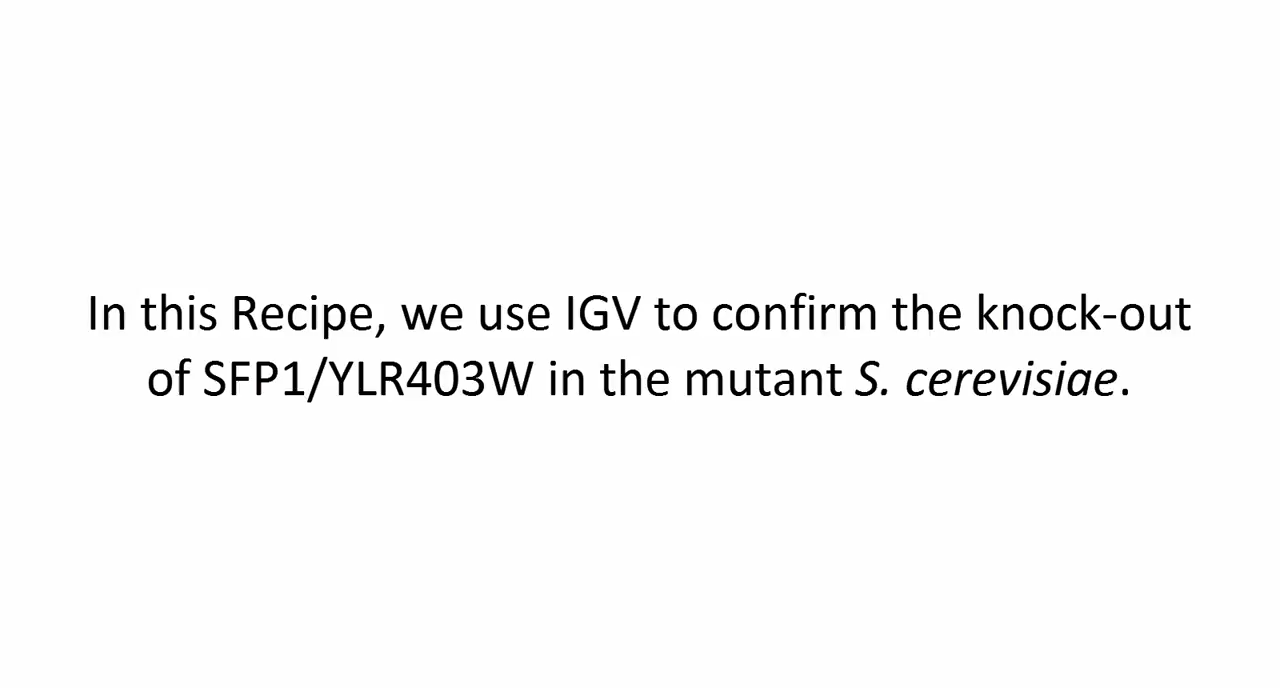 In this Recipe, we use IGV to confirm the knock-out
of SFP1/YLR403W in the mutant S. cerevisiae.